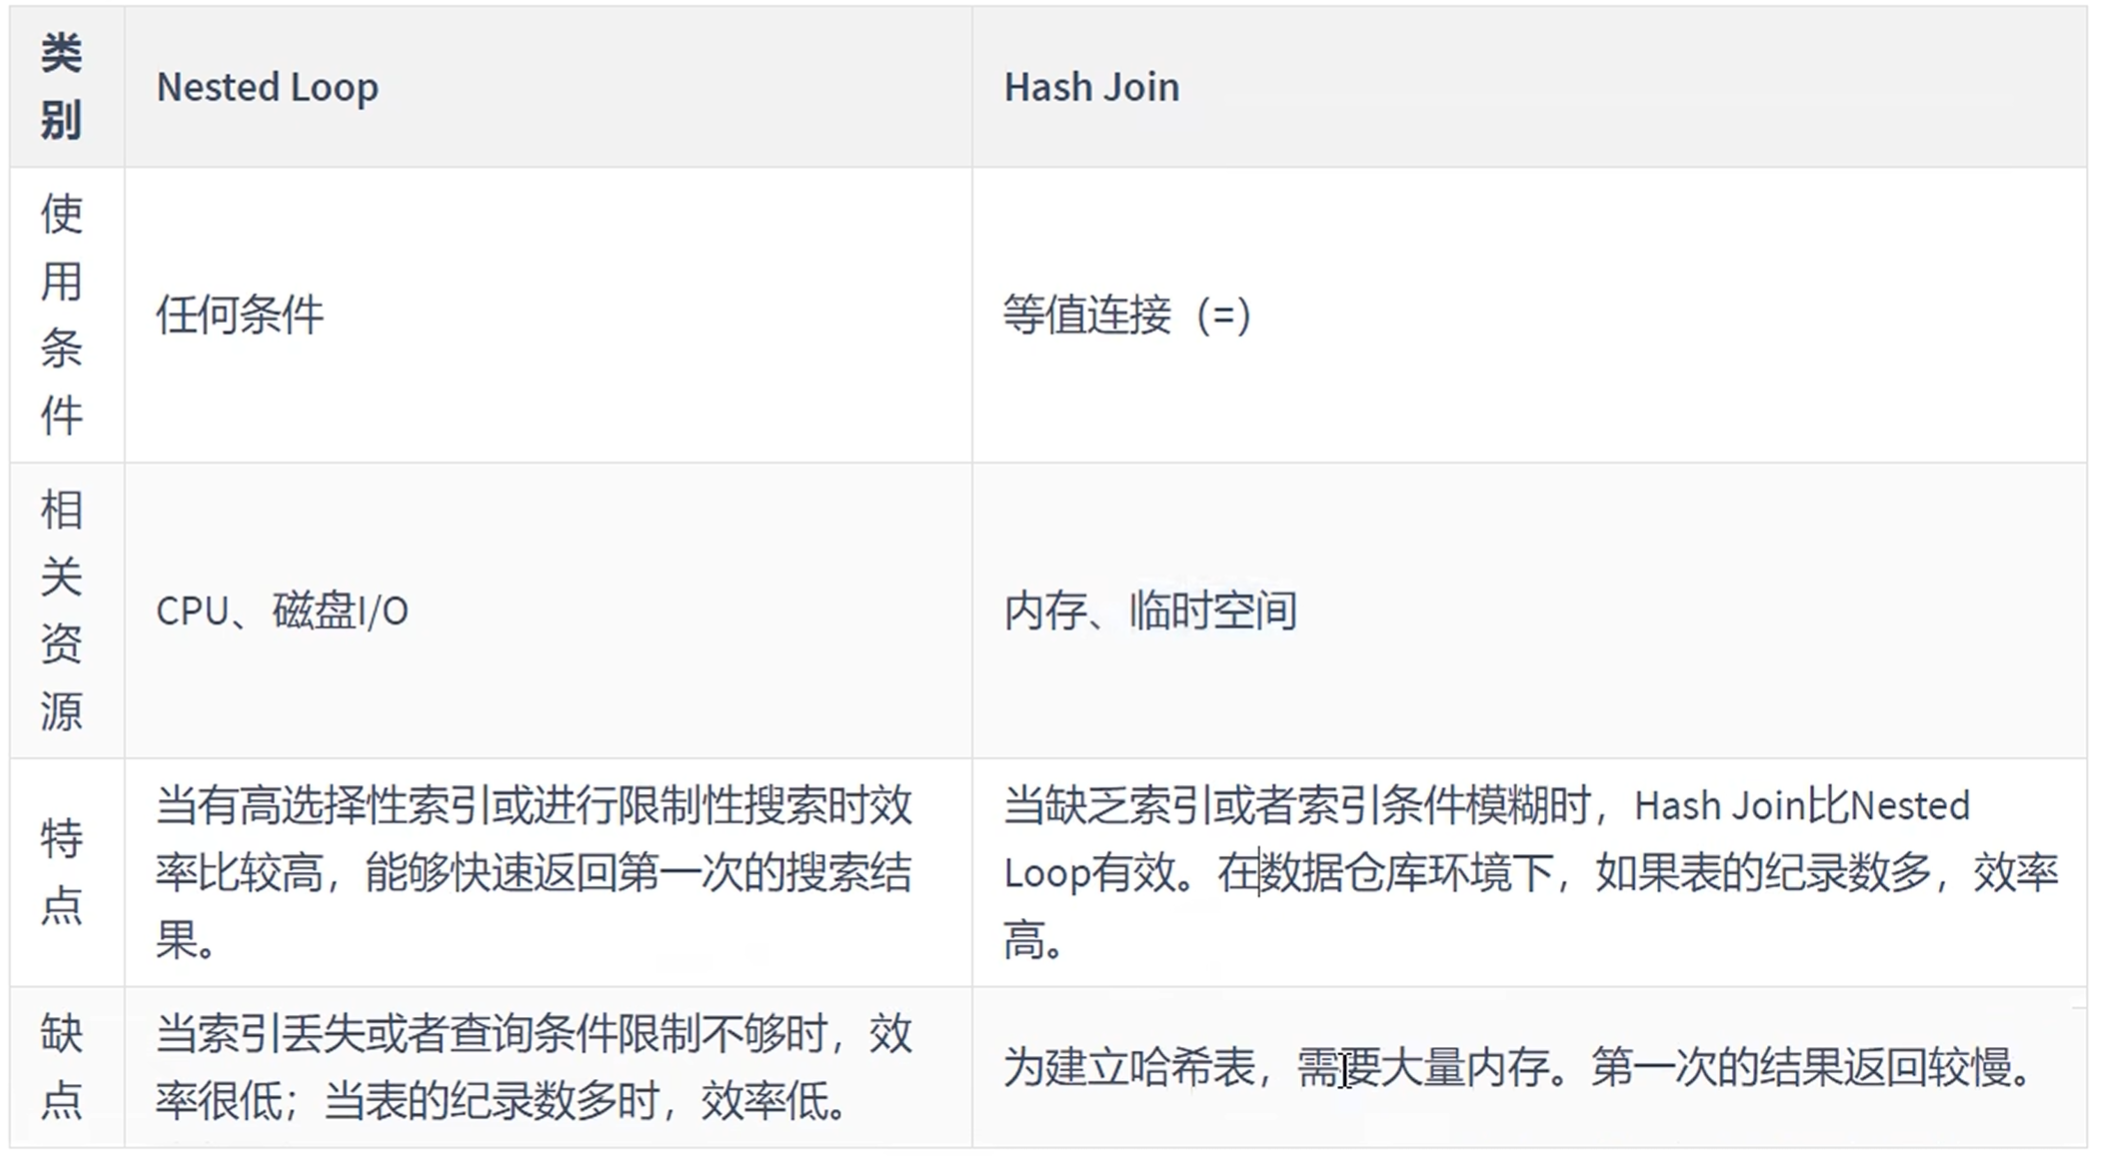 类别
Nested Loop
Hash Join
使用条件
任何条件
等值连接（=）
相关资源
CPU、磁盘I/O
内存、临时空间
特点
当有高选择性索引或进行限制性搜索时效
率比较高，能够快速返回第一次的搜索结
果。
当缺乏索引或者索引条件模糊时，Hash Join比Nested
Loop有效。在数据仓库环境下，如果表的纪录数多，效率
高。
缺点
当索引丢失或者查询条件限制不够时，效
率很低；当表的纪录数多时，效率低。
为建立哈希表，需要大量内存。第一次的结果返回较慢。